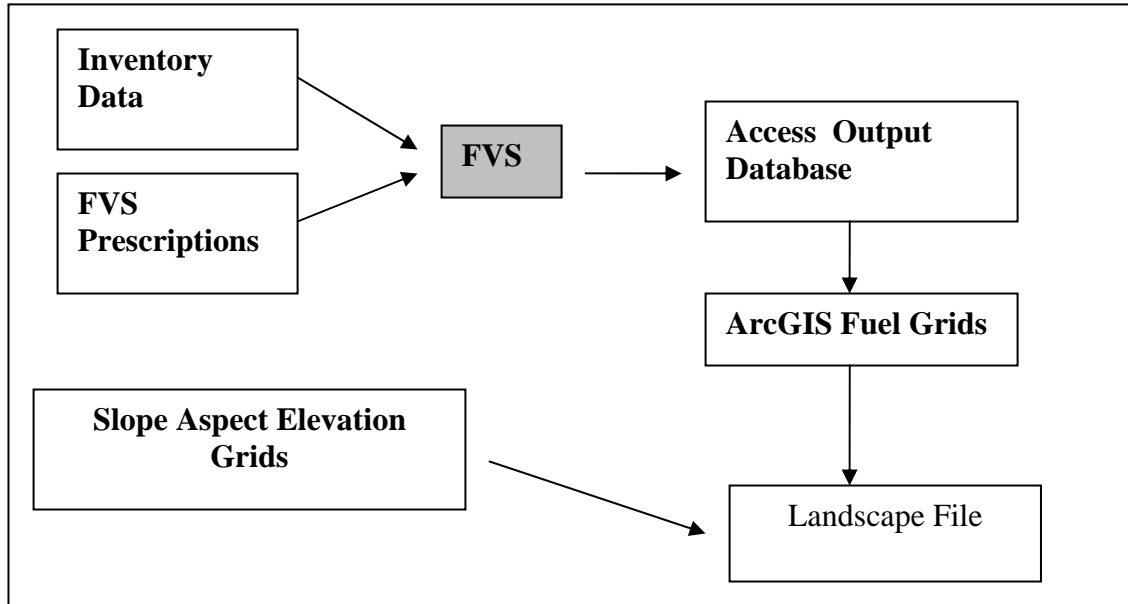 Inventory
Data
FVS
Prescriptions
FVS
Access Output
Database
ArcGIS Fuel Grids
Slope Aspect Elevation
Grids
Landscape File